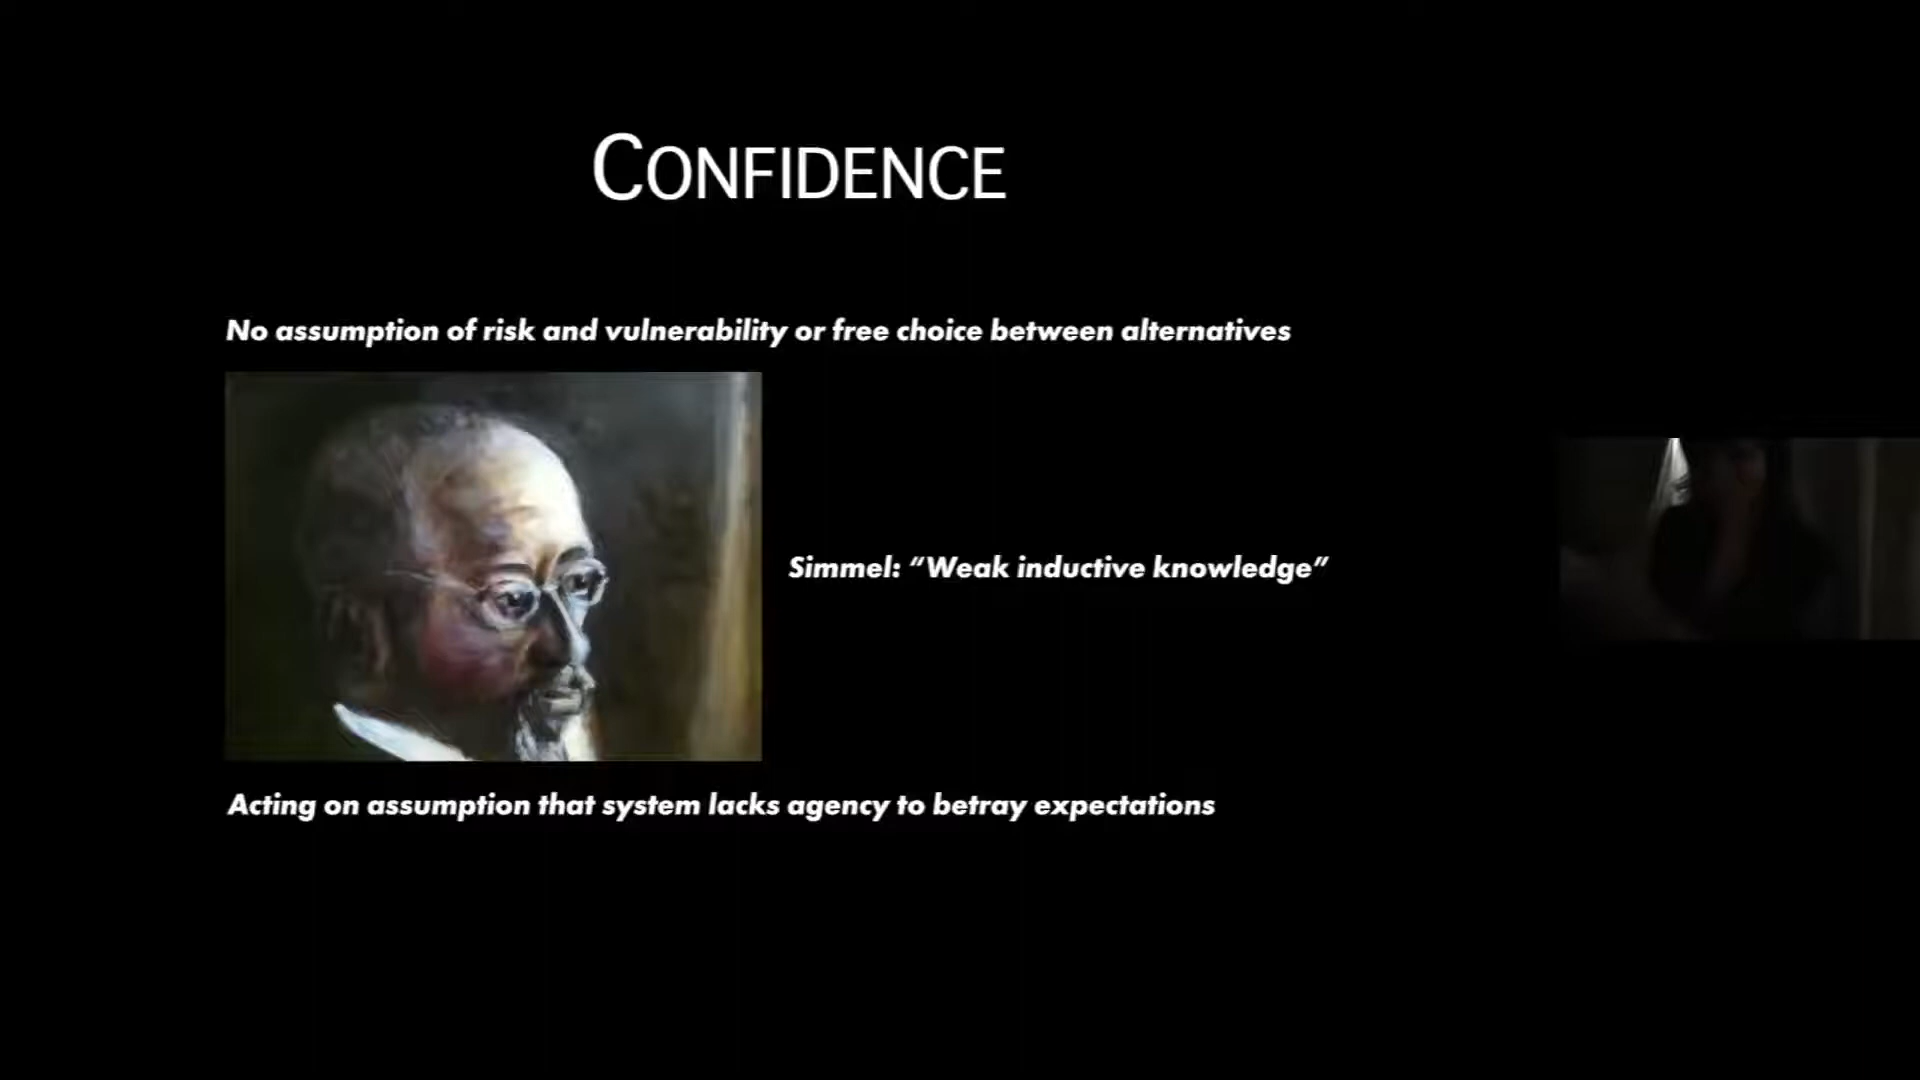 CONFIDENCE
No assumption of risk and vulnerability or free choice between alternatives
Simmel: “Weak inductive knowledge”
Acting on assumption that system lacks agency to betray expectations